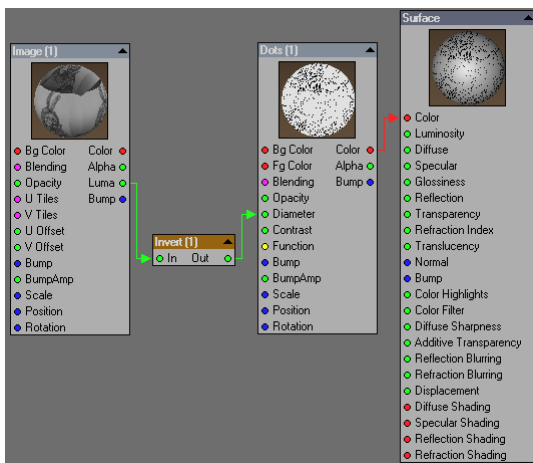 Image (1)
Bg Color Color
Blending Alpha
Opacity Luma
U Tiles Bump
V Tiles
U Offset
V Offset
Bump
BumpAmp
Scale
Position
Rotation
Invert (1)
In Out
Dots (1)
Bg Color Color
Fg Color Alpha
Blending Bump
Opacity
Diameter
Contrast
Function
Bump
BumpAmp
Scale
Position
Rotation
Surface
Color
Luminosity
Diffuse
Specular
Glossiness
Reflection
Transparency
Refraction Index
Translucency
Normal
Bump
Color Highlights
Color Filter
Diffuse Sharpness
Additive Transparency
Reflection Blurring
Refraction Blurring
Displacement
Diffuse Shading
Specular Shading
Reflection Shading
Refraction Shading